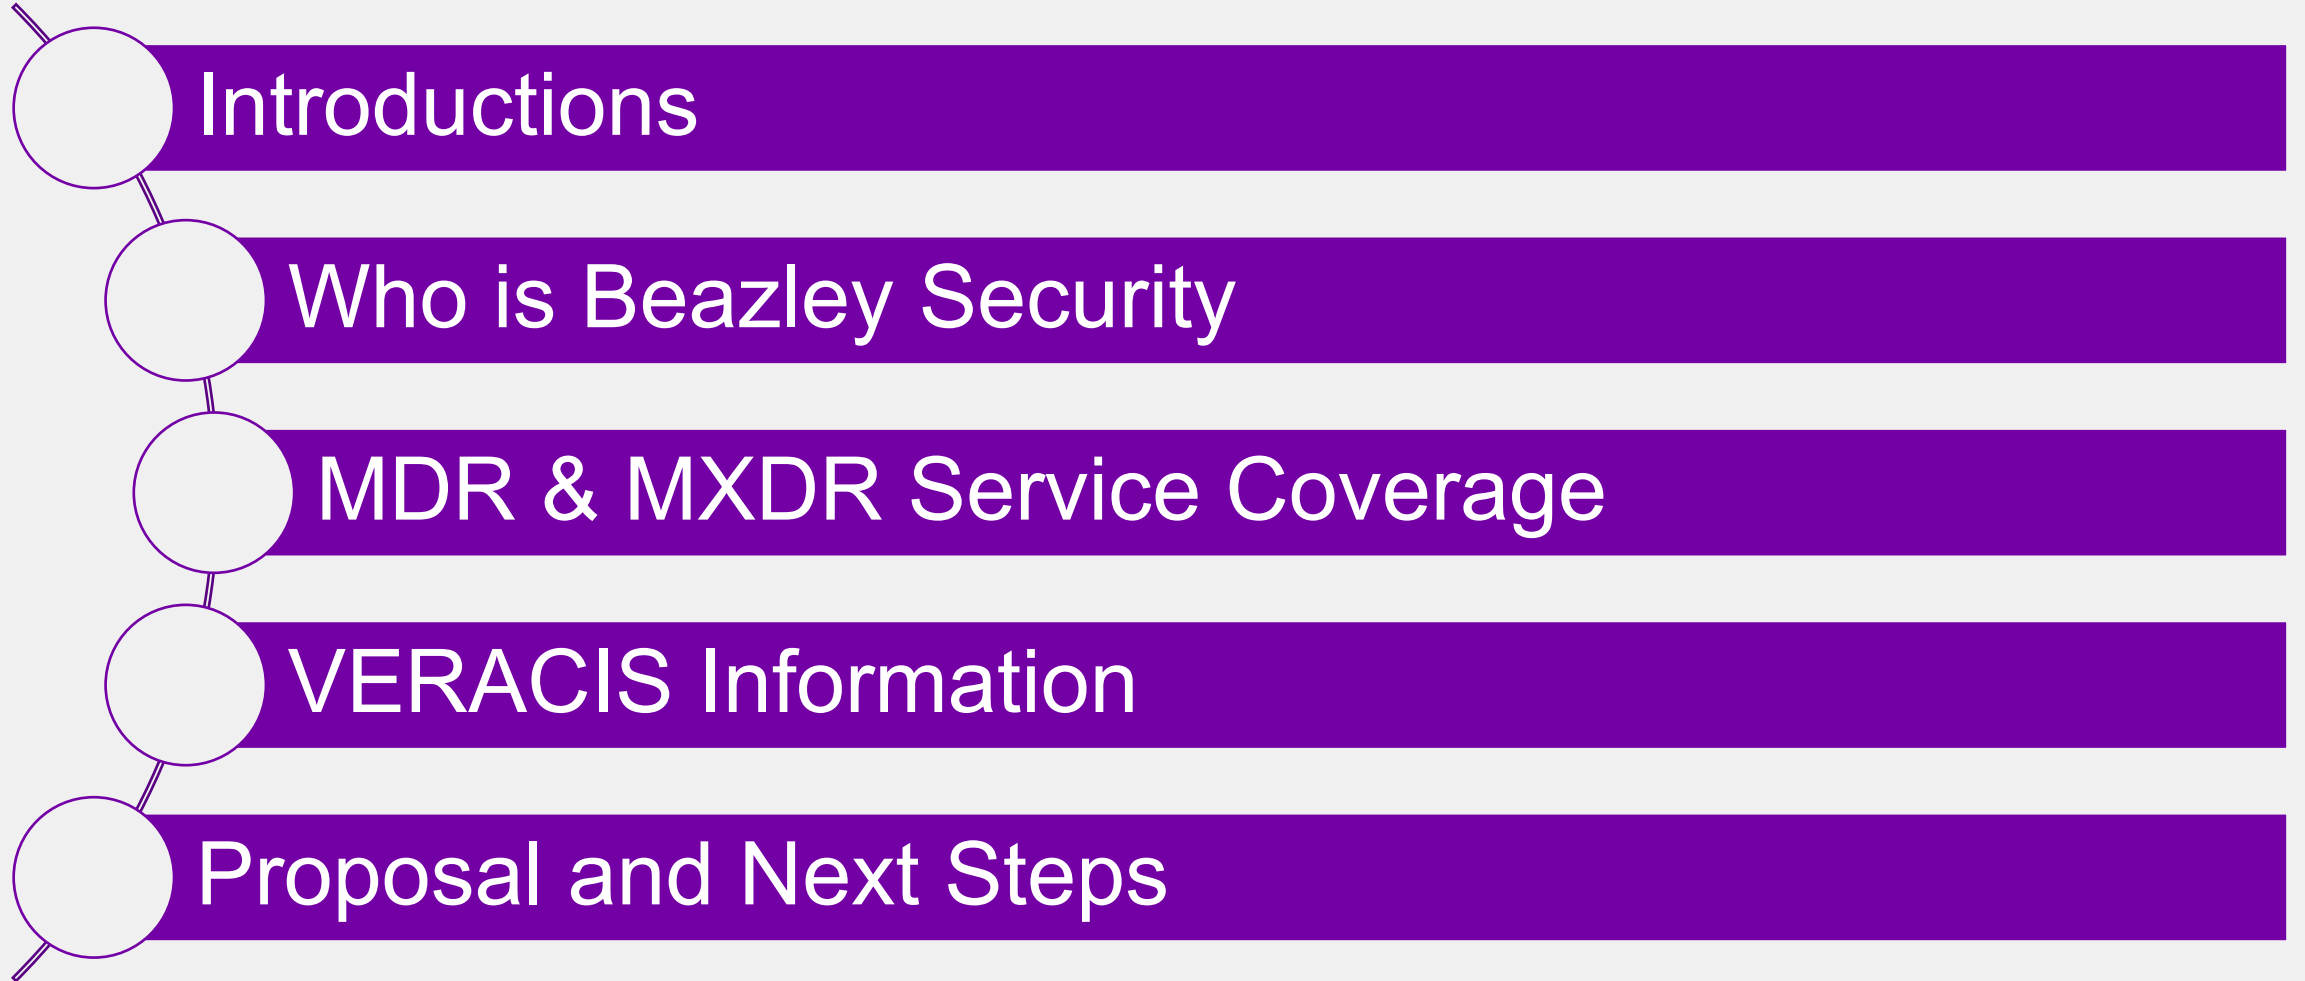 Introductions
Who is Beazley Security
MDR & MXDR Service Coverage
VERACIS Information
Proposal and Next Steps